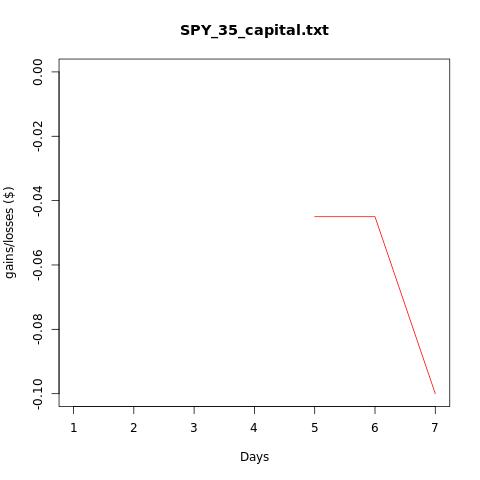 SPY_35_capital.txt
gains/losses ($)
0.00
-0.02
-0.04
-0.06
-0.08
-0.10
1 2 3 4 5 6 7
Days